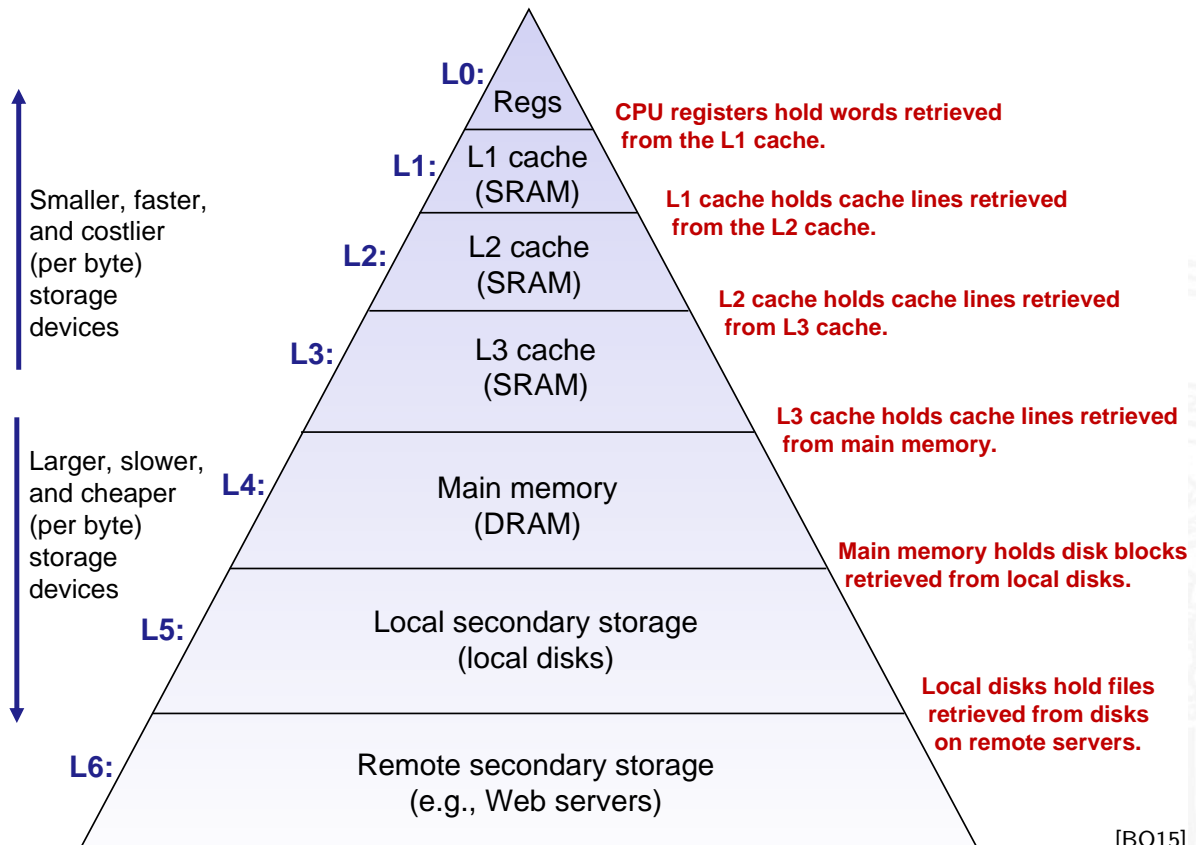 L0:
Regs
CPU registers hold words retrieved
from the L1 cache.
L1:
L1 cache
(SRAM)
L1 cache holds cache lines retrieved
from the L2 cache.
Smaller, faster,
and costlier
(per byte)
storage
devices
L2:
L2 cache
(SRAM)
L2 cache holds cache lines retrieved
from L3 cache.
L3:
L3 cache
(SRAM)
L3 cache holds cache lines retrieved
from main memory.
Larger, slower,
and cheaper
(per byte)
storage
devices
L4:
Main memory
(DRAM)
Main memory holds disk blocks
retrieved from local disks.
L5:
Local secondary storage
(local disks)
Local disks hold files
retrieved from disks
on remote servers.
L6:
Remote secondary storage
(e.g., Web servers)
[BO15]